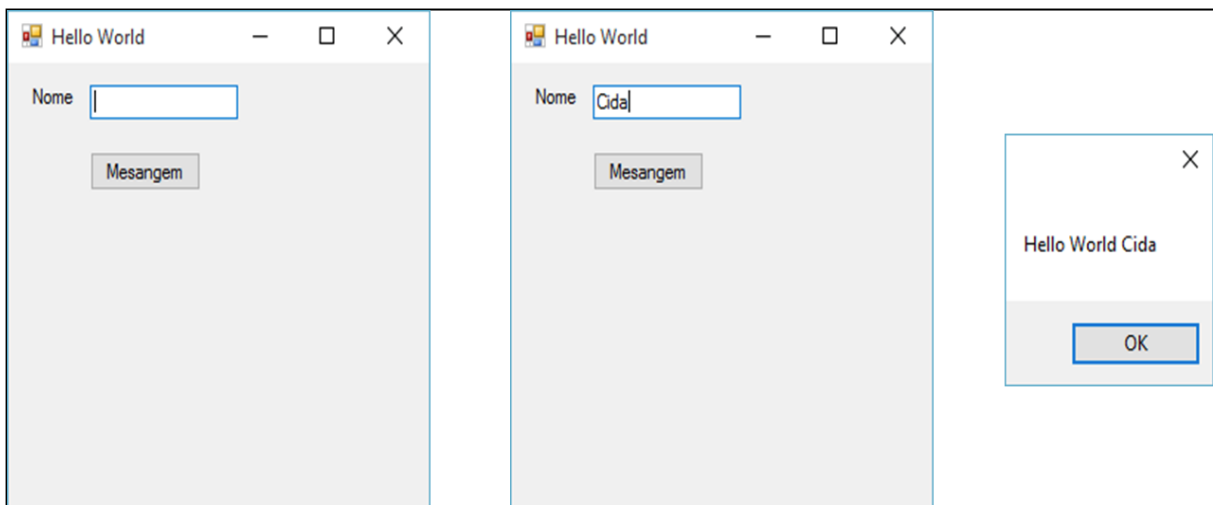 Hello World
Nome
Mesangem
Hello World
Nome Cida
Mesangem
Hello World Cida
OK